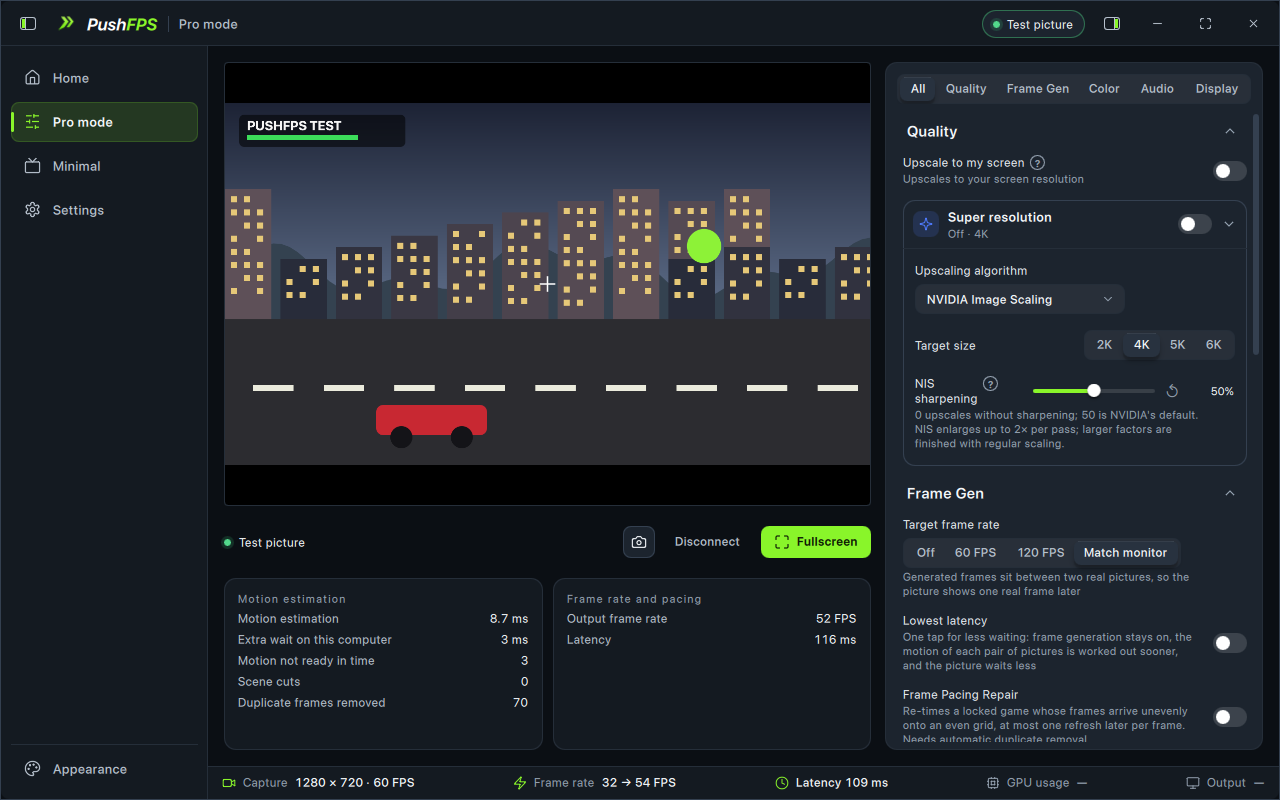 PushFPS Pro mode Test picture
Home
Pro mode
Minimal
Settings
Appearance
PUSHFPS TEST
Test picture Disconnect Fullscreen
Motion estimation
Motion estimation 8.7 ms
Extra wait on this computer 3 ms
Motion not ready in time 3
Scene cuts 0
Duplicate frames removed 70
Frame rate and pacing
Output frame rate 52 FPS
Latency 116 ms
All Quality Frame Gen Color Audio Display
Quality
Upscale to my screen ?
Upscales to your screen resolution
Super resolution
Off · 4K
Upscaling algorithm
NVIDIA Image Scaling
Target size 2K 4K 5K 6K
NIS ?
sharpening 50%
0 upscales without sharpening; 50 is NVIDIA's default.
NIS enlarges up to 2× per pass; larger factors are
finished with regular scaling.
Frame Gen
Target frame rate
Off 60 FPS 120 FPS Match monitor
Generated frames sit between two real pictures, so the
picture shows one real frame later
Lowest latency
One tap for less waiting: frame generation stays on, the
motion of each pair of pictures is worked out sooner,
and the picture waits less
Frame Pacing Repair
Re-times a locked game whose frames arrive unevenly
onto an even grid, at most one refresh later per frame.
Needs automatic duplicate removal
Capture 1280 × 720 · 60 FPS Frame rate 32 → 54 FPS Latency 109 ms GPU usage — Output —